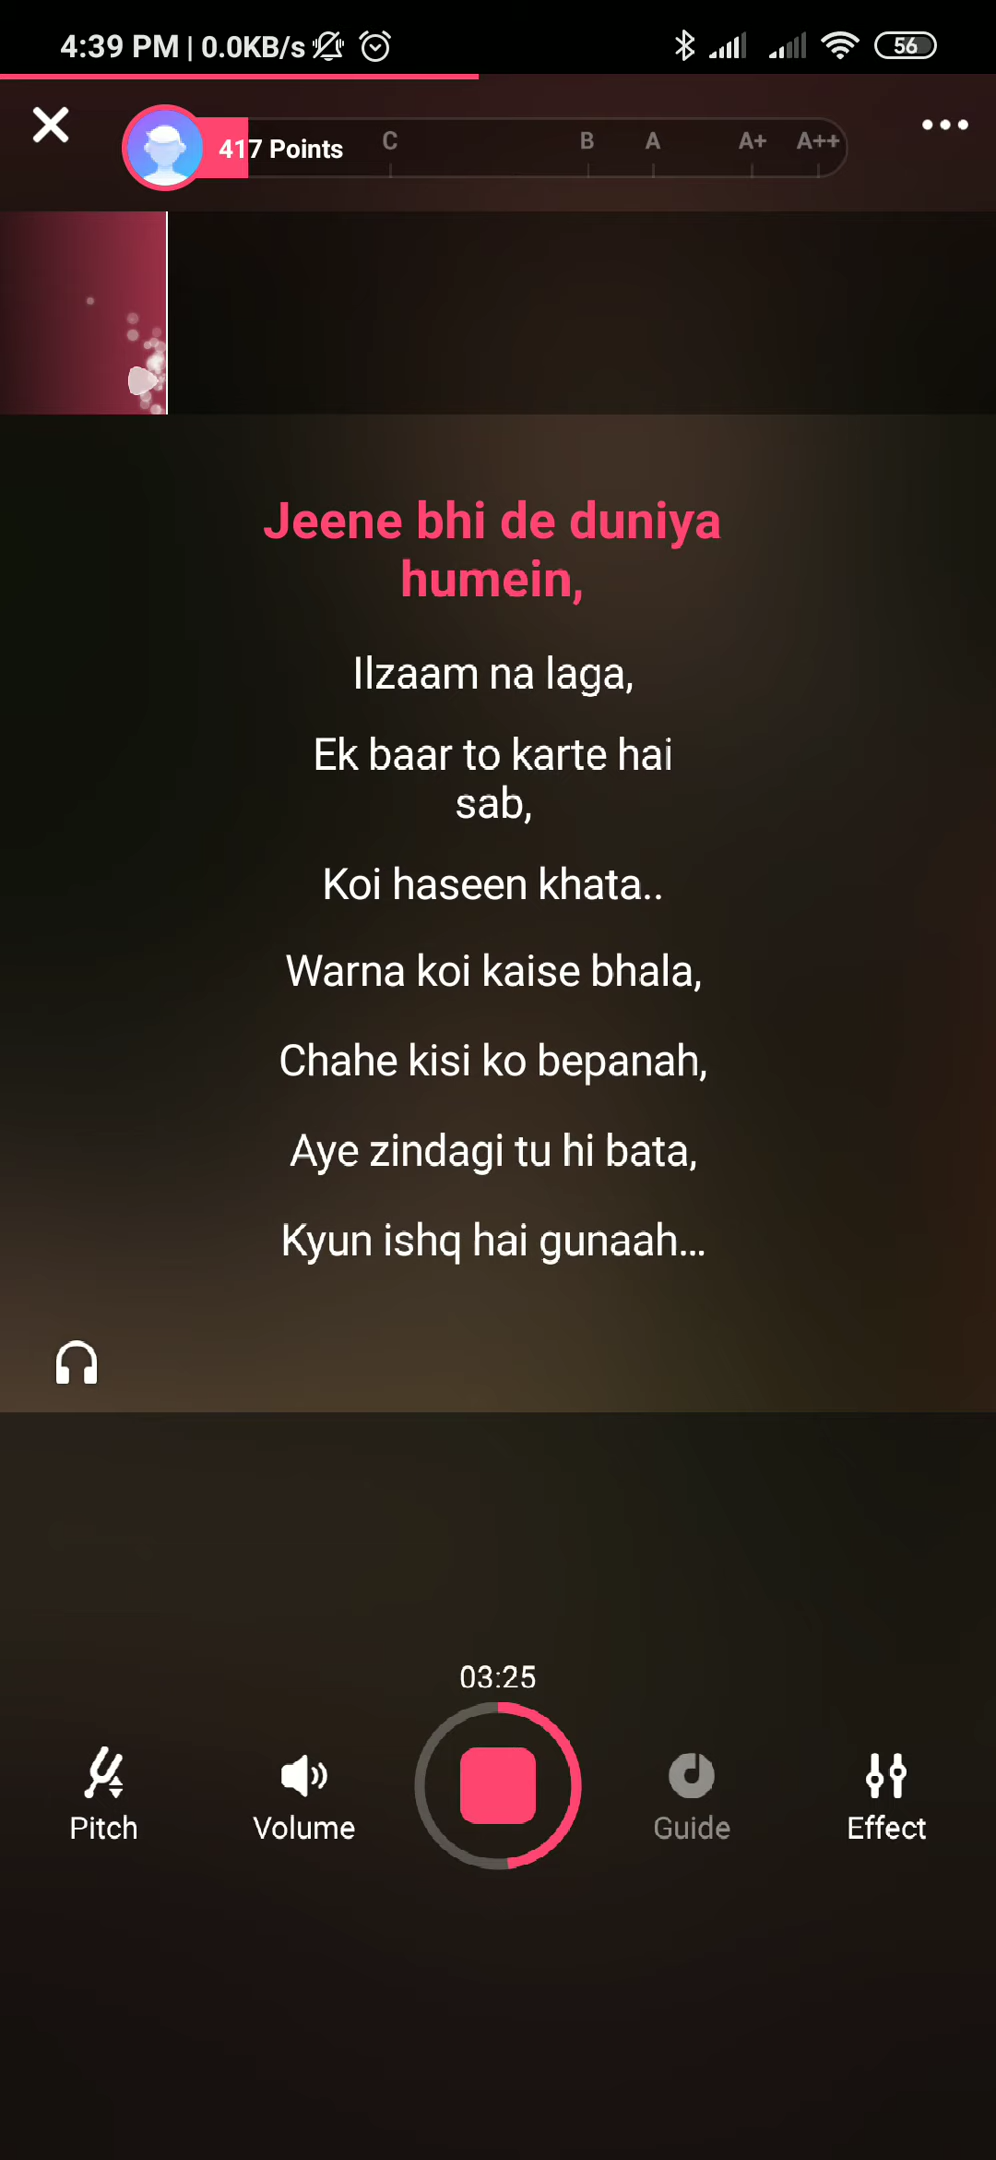 4:39 PM | 0.0KB/s 56
417 Points C B A A+ A++
Jeene bhi de duniya
humein,
Ilzaam na laga,
Ek baar to karte hai
sab,
Koi haseen khata..
Warna koi kaise bhala,
Chahe kisi ko bepanah,
Aye zindagi tu hi bata,
Kyun ishq hai gunaah...
03:25
Pitch Volume Guide Effect